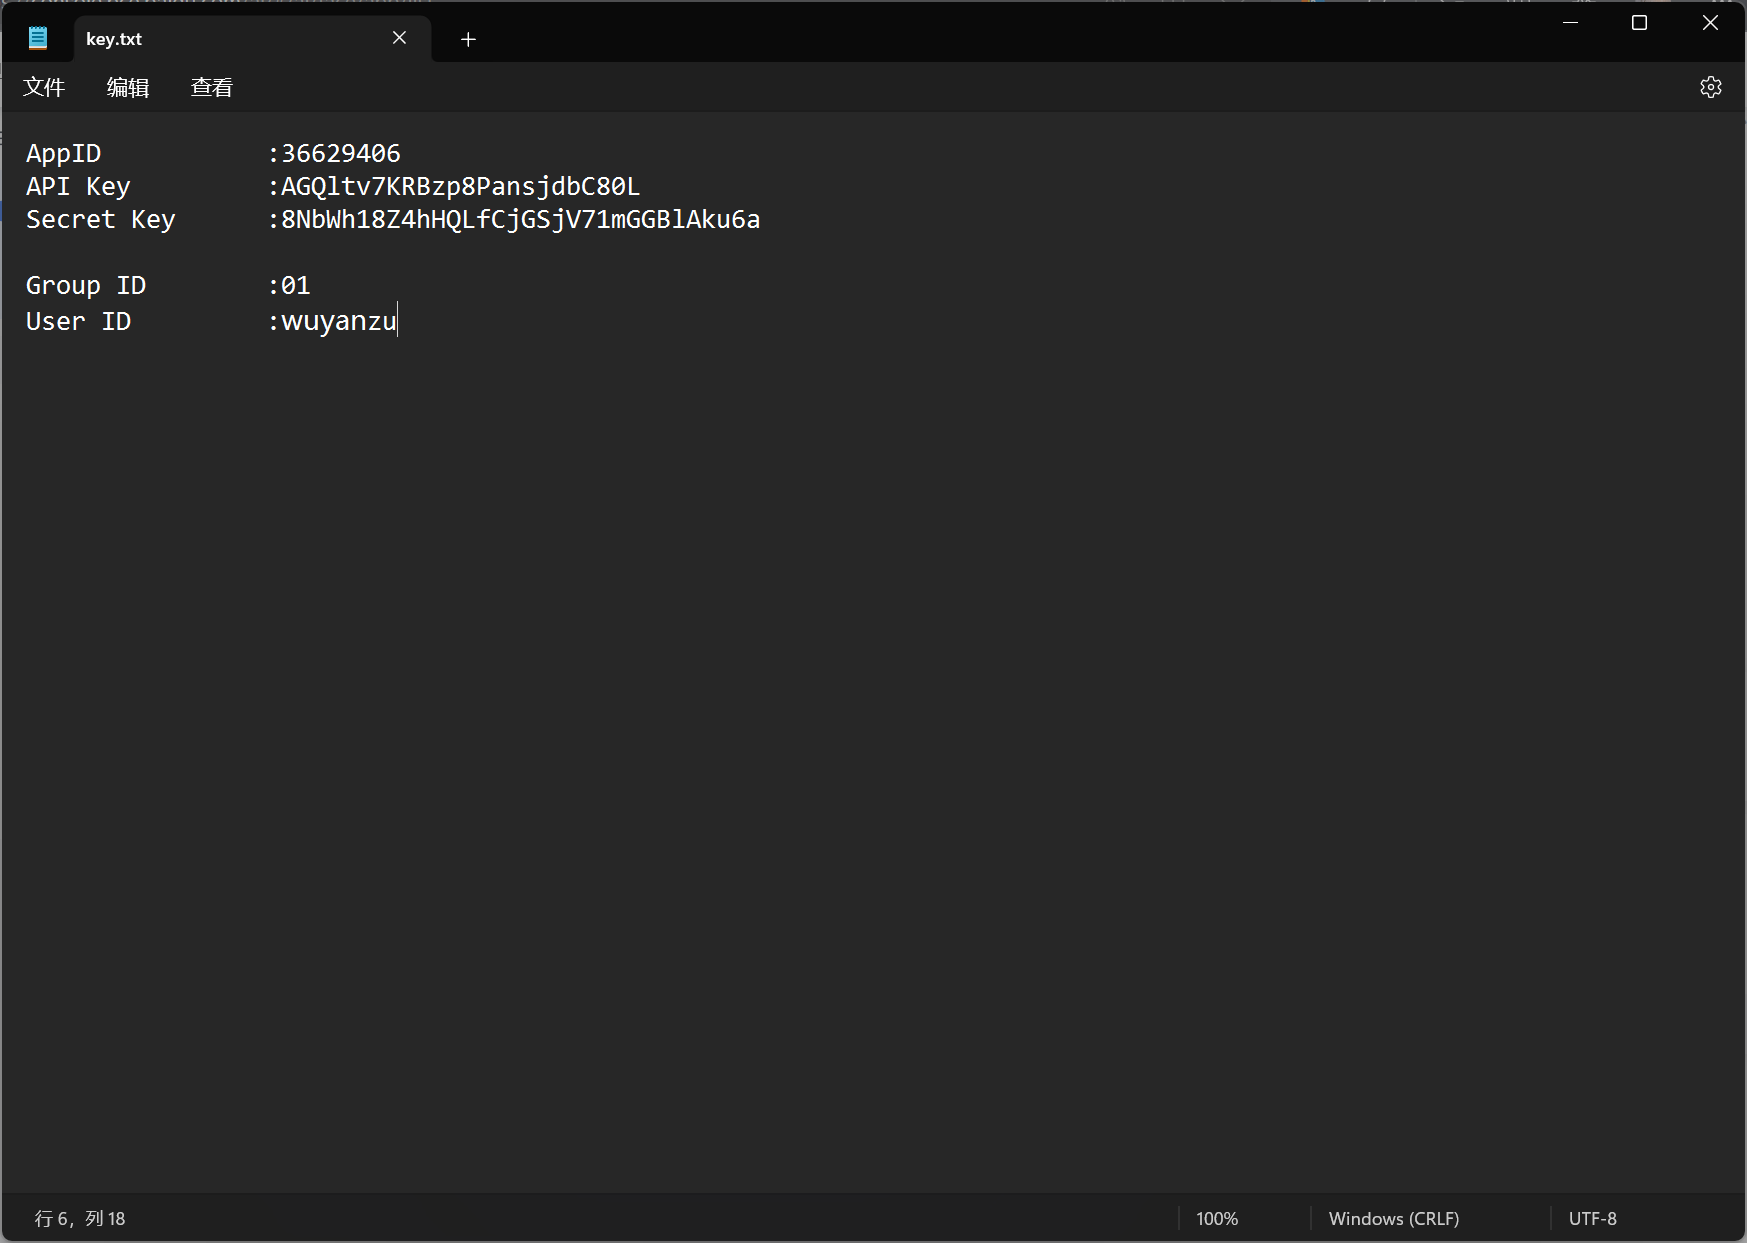 key.txt
文件 编辑 查看
AppID :36629406
API Key :AGQltv7KRBzp8PansjdbC80L
Secret Key :8NbWh18Z4hHQLfCjGSjV71mGGBlAku6a
Group ID :01
User ID :wuyanzu
行 6，列 18 100% Windows (CRLF) UTF-8